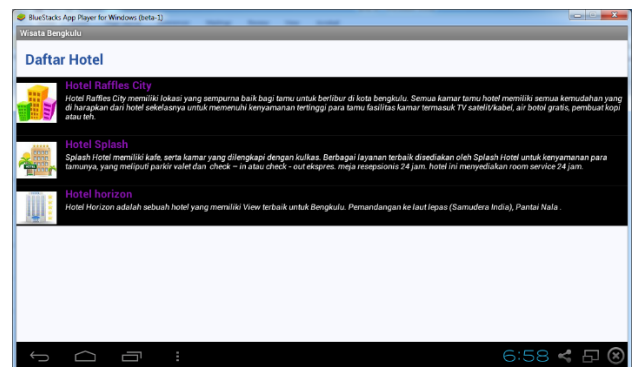 BlueStacks App Player for Windows (beta-1)
Wisata Bengkulu
Daftar Hotel
Hotel Raffles City
Hotel Raffles City memiliki lokasi yang sempurna baik bagi tamu untuk berlibur di kota bengkulu. Semua kamar tamu hotel memiliki semua kemudahan yang
di harapkan dari hotel sekelasnya untuk memenuhi kenyamanan tertinggi para tamu fasilitas kamar termasuk TV satelit/kabel, air botol gratis, pembuat kopi
atau teh.
Hotel Splash
Splash Hotel memiliki kafe, serta kamar yang dilengkapi dengan kulkas. Berbagai layanan terbaik disediakan oleh Splash Hotel untuk kenyamanan para
tamunya, yang meliputi parkir valet dan check – in atau check - out ekspres. meja resepsionis 24 jam. hotel ini menyediakan room service 24 jam.
Hotel horizon
Hotel Horizon adalah sebuah hotel yang memiliki View terbaik untuk Bengkulu. Pemandangan ke laut lepas (Samudera India), Pantai Nala .
6:58